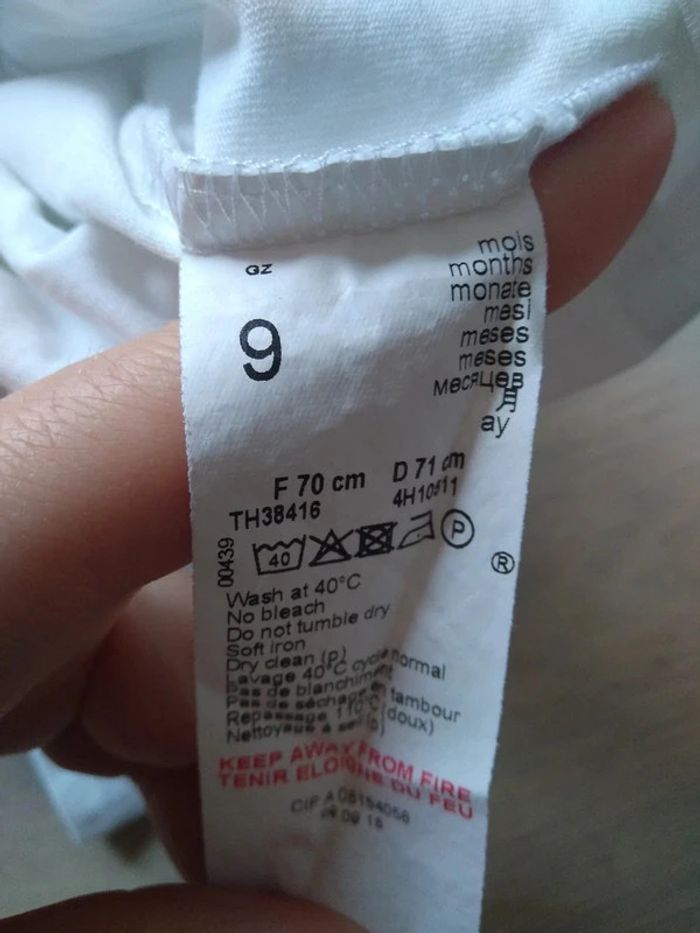 GZ
9
mois
months
monate
mesi
meses
meses
месяцев
月
ay
F 70 cm D 71 cm
TH38416
00439
40
P
®
Wash at 40°C
No bleach
Do not tumble dry
Soft iron
Dry clean (P)
Lavage 40°C cycle normal
Pas de blanchiment
Pas de séchage en tambour
Repassage 110°C (doux)
Nettoyage à sec (p)
KEEP AWAY FROM FIRE
TENIR ELOIGNE DU FEU
CIF A